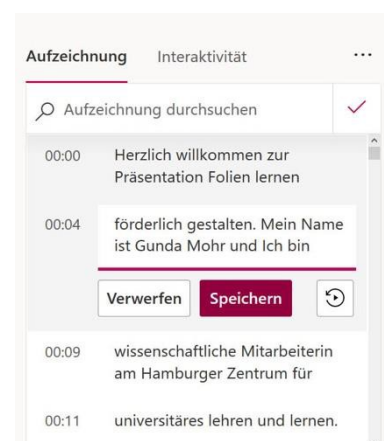 Aufzeichnung Interaktivität ...
Aufzeichnung durchsuchen
00:00 Herzlich willkommen zur
Präsentation Folien lernen
00:04 förderlich gestalten. Mein Name
ist Gunda Mohr und Ich bin
Verwerfen Speichern
00:09 wissenschaftliche Mitarbeiterin
am Hamburger Zentrum für
00:11 universitäres lehren und lernen.